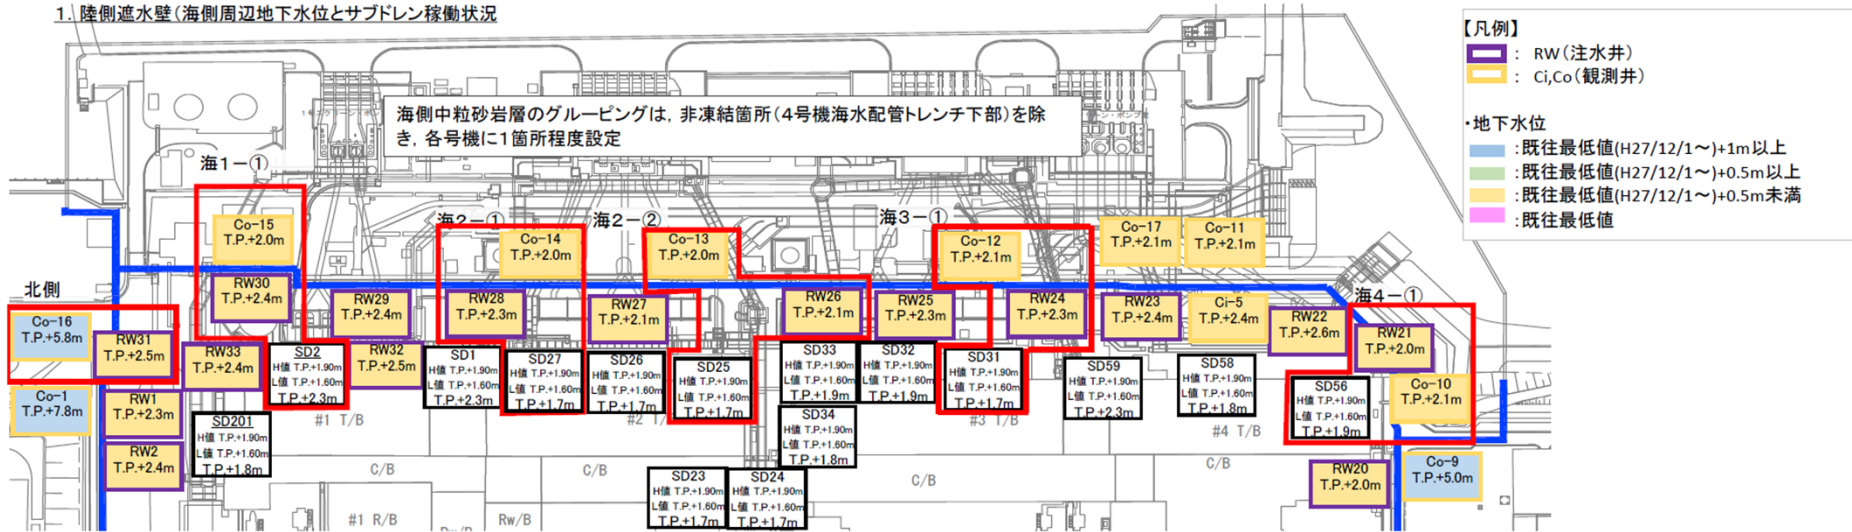 1. 陸側遮水壁(海側周辺地下水位とサブドレン稼働状況
【凡例】
: RW(注水井)
: Ci,Co(観測井)
・地下水位
:既往最低値(H27/12/1〜)+1m以上
:既往最低値(H27/12/1〜)+0.5m以上
:既往最低値(H27/12/1〜)+0.5m未満
:既往最低値
海側中粒砂岩層のグルーピングは，非凍結箇所(4号機海水配管トレンチ下部)を除
き，各号機に1箇所程度設定
海1-①
海2-①
海2-②
海3-①
海4-①
北側
Co-15
T.P.+2.0m
Co-14
T.P.+2.0m
Co-13
T.P.+2.0m
Co-12
T.P.+2.1m
Co-17
T.P.+2.1m
Co-11
T.P.+2.1m
RW30
T.P.+2.4m
RW29
T.P.+2.4m
RW28
T.P.+2.3m
RW27
T.P.+2.1m
RW26
T.P.+2.1m
RW25
T.P.+2.3m
RW24
T.P.+2.3m
RW23
T.P.+2.4m
Ci-5
T.P.+2.4m
RW22
T.P.+2.6m
RW21
T.P.+2.0m
Co-16
T.P.+5.8m
RW31
T.P.+2.5m
RW33
T.P.+2.4m
SD2
H値 T.P.+1.90m
L値 T.P.+1.60m
T.P.+2.3m
RW32
T.P.+2.5m
SD1
H値 T.P.+1.90m
L値 T.P.+1.60m
T.P.+2.3m
SD27
H値 T.P.+1.90m
L値 T.P.+1.60m
T.P.+1.7m
SD26
H値 T.P.+1.90m
L値 T.P.+1.60m
T.P.+1.7m
SD25
H値 T.P.+1.90m
L値 T.P.+1.60m
T.P.+1.7m
SD33
H値 T.P.+1.90m
L値 T.P.+1.60m
T.P.+1.9m
SD32
H値 T.P.+1.90m
L値 T.P.+1.60m
T.P.+1.9m
SD31
H値 T.P.+1.90m
L値 T.P.+1.60m
T.P.+1.7m
SD59
H値 T.P.+1.90m
L値 T.P.+1.60m
T.P.+2.3m
SD58
H値 T.P.+1.90m
L値 T.P.+1.60m
T.P.+1.8m
SD56
H値 T.P.+1.90m
L値 T.P.+1.60m
T.P.+1.9m
Co-10
T.P.+2.1m
Co-1
T.P.+7.8m
RW1
T.P.+2.3m
RW2
T.P.+2.4m
SD201
H値 T.P.+1.90m
L値 T.P.+1.60m
T.P.+1.8m
SD34
H値 T.P.+1.90m
L値 T.P.+1.60m
T.P.+1.8m
SD23
H値 T.P.+1.90m
L値 T.P.+1.60m
T.P.+1.7m
SD24
H値 T.P.+1.90m
L値 T.P.+1.60m
T.P.+1.7m
RW20
T.P.+2.0m
Co-9
T.P.+5.0m
#1 T/B
#2 T/
#3 T/B
#4 T/B
C/B
C/B
C/B
C/B
#1 R/B
Rw/B